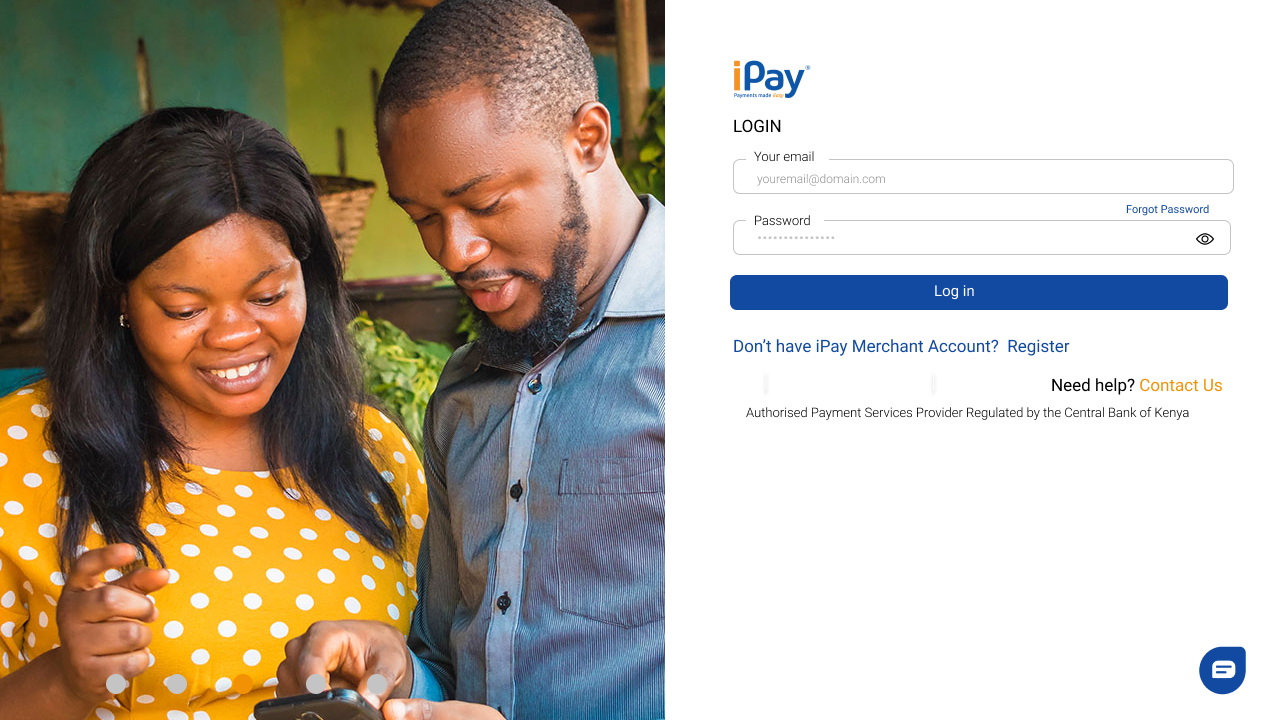 iPay®
Payments made Easy
LOGIN
Your email
youremail@domain.com
Forgot Password
Password
Log in
Don’t have iPay Merchant Account? Register
Need help? Contact Us
Authorised Payment Services Provider Regulated by the Central Bank of Kenya